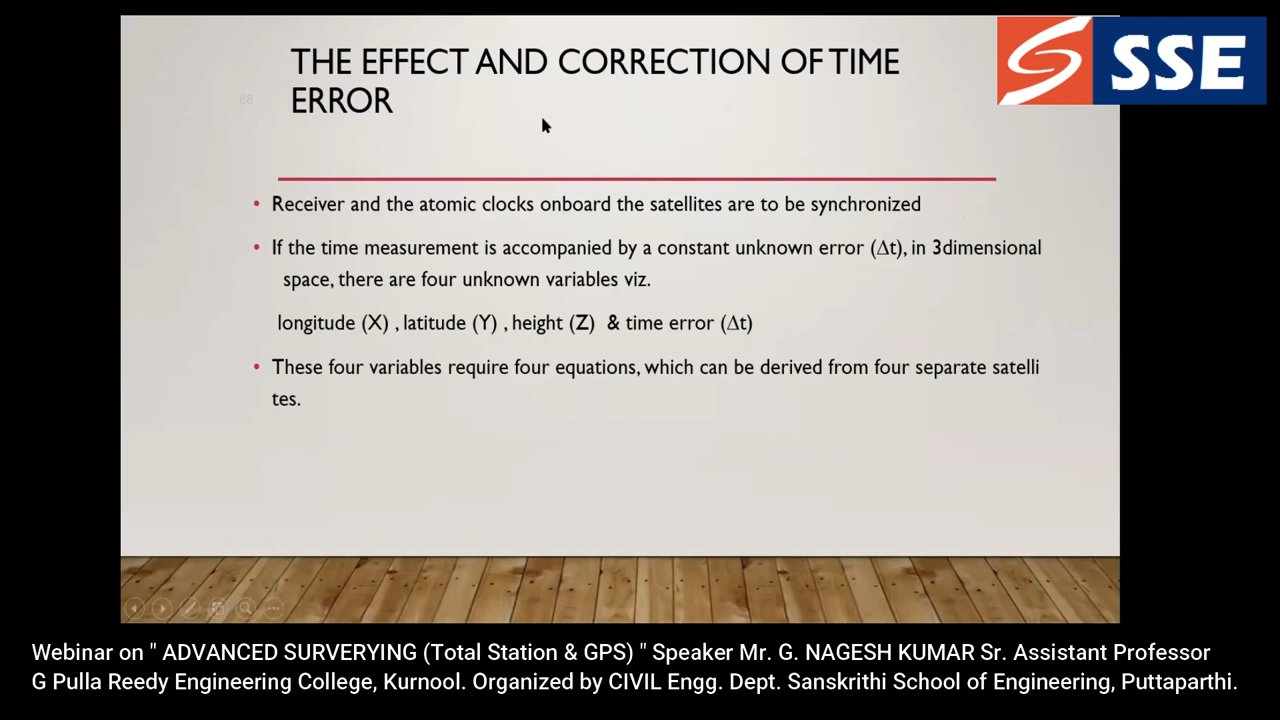 THE EFFECT AND CORRECTION OF TIME
ERROR
SSE
• Receiver and the atomic clocks onboard the satellites are to be synchronized
• If the time measurement is accompanied by a constant unknown error (Δt), in 3dimensional
space, there are four unknown variables viz.
longitude (X) , latitude (Y) , height (Z) & time error (Δt)
• These four variables require four equations, which can be derived from four separate satelli
tes.
Webinar on " ADVANCED SURVERYING (Total Station & GPS) " Speaker Mr. G. NAGESH KUMAR Sr. Assistant Professor
G Pulla Reedy Engineering College, Kurnool. Organized by CIVIL Engg. Dept. Sanskrithi School of Engineering, Puttaparthi.